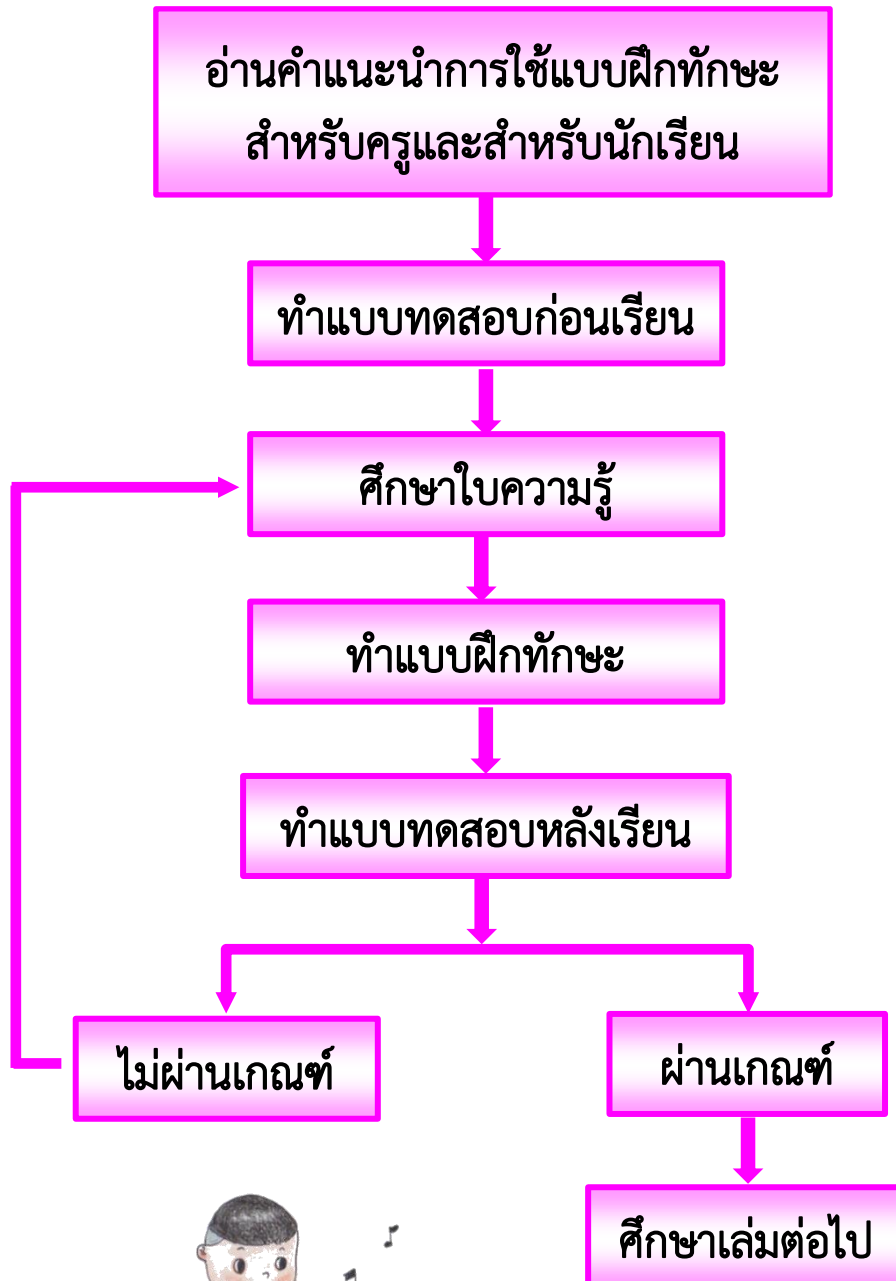 อ่านคำแนะนำการใช้แบบฝึกทักษะ
สำหรับครูและสำหรับนักเรียน
ทำแบบทดสอบก่อนเรียน
ศึกษาใบความรู้
ทำแบบฝึกทักษะ
ทำแบบทดสอบหลังเรียน
ไม่ผ่านเกณฑ์
ผ่านเกณฑ์
ศึกษาเล่มต่อไป